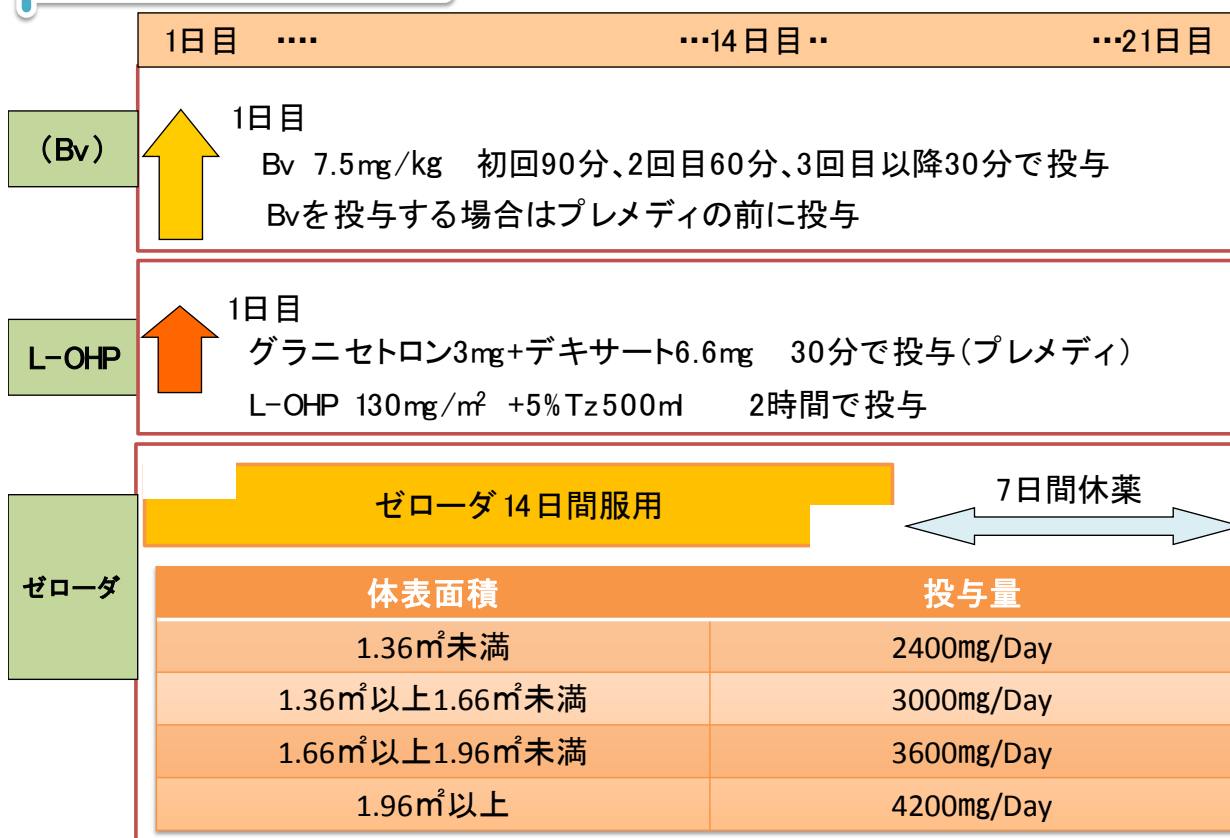 1日目 ････ ･･･14日目･･ ･･･21日目
(Bv)
1日目
Bv 7.5mg/kg 初回90分、2回目60分、3回目以降30分で投与
Bvを投与する場合はプレメディの前に投与
L-OHP
1日目
グラニセトロン3mg+デキサート6.6mg 30分で投与(プレメディ)
L-OHP 130mg/㎡ +5%Tz500ml 2時間で投与
ゼローダ
ゼローダ14日間服用
7日間休薬
体表面積 投与量
1.36㎡未満 2400mg/Day
1.36㎡以上1.66㎡未満 3000mg/Day
1.66㎡以上1.96㎡未満 3600mg/Day
1.96㎡以上 4200mg/Day